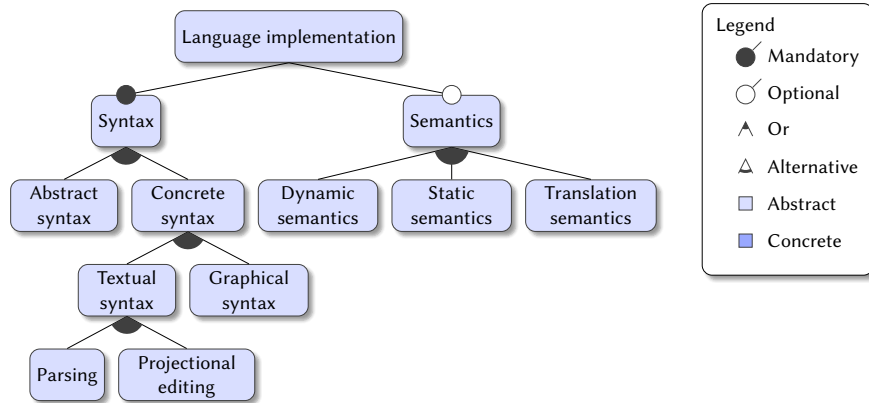 Language implementation
Syntax
Semantics
Abstract
syntax
Concrete
syntax
Dynamic
semantics
Static
semantics
Translation
semantics
Textual
syntax
Graphical
syntax
Parsing
Projectional
editing
Legend
Mandatory
Optional
Or
Alternative
Abstract
Concrete